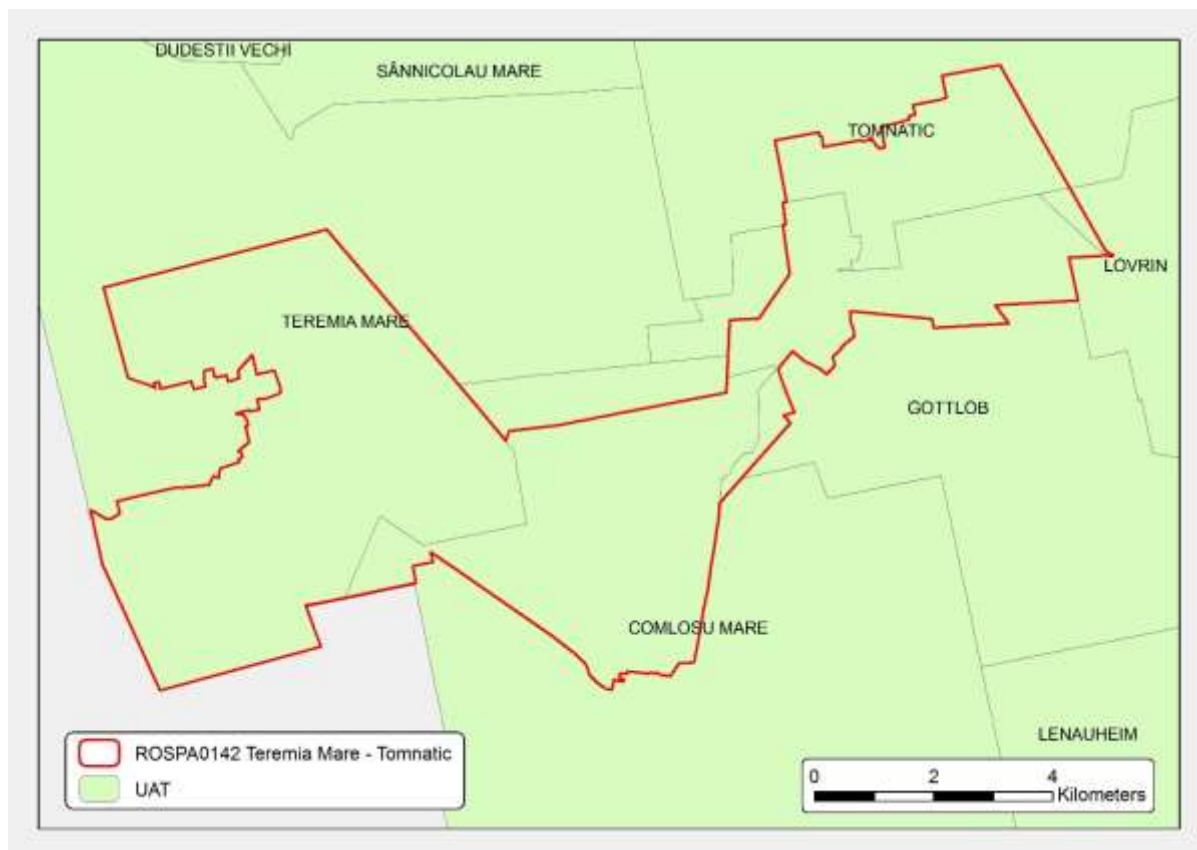 DUDESTII VECHI
SÂNNICOLAU MARE
TOMNATIC
LOVRIN
TEREMIA MARE
GOTTLOB
COMLOSU MARE
LENAUHEIM
ROSPA0142 Teremia Mare - Tomnatic
UAT
0 2 4
Kilometers